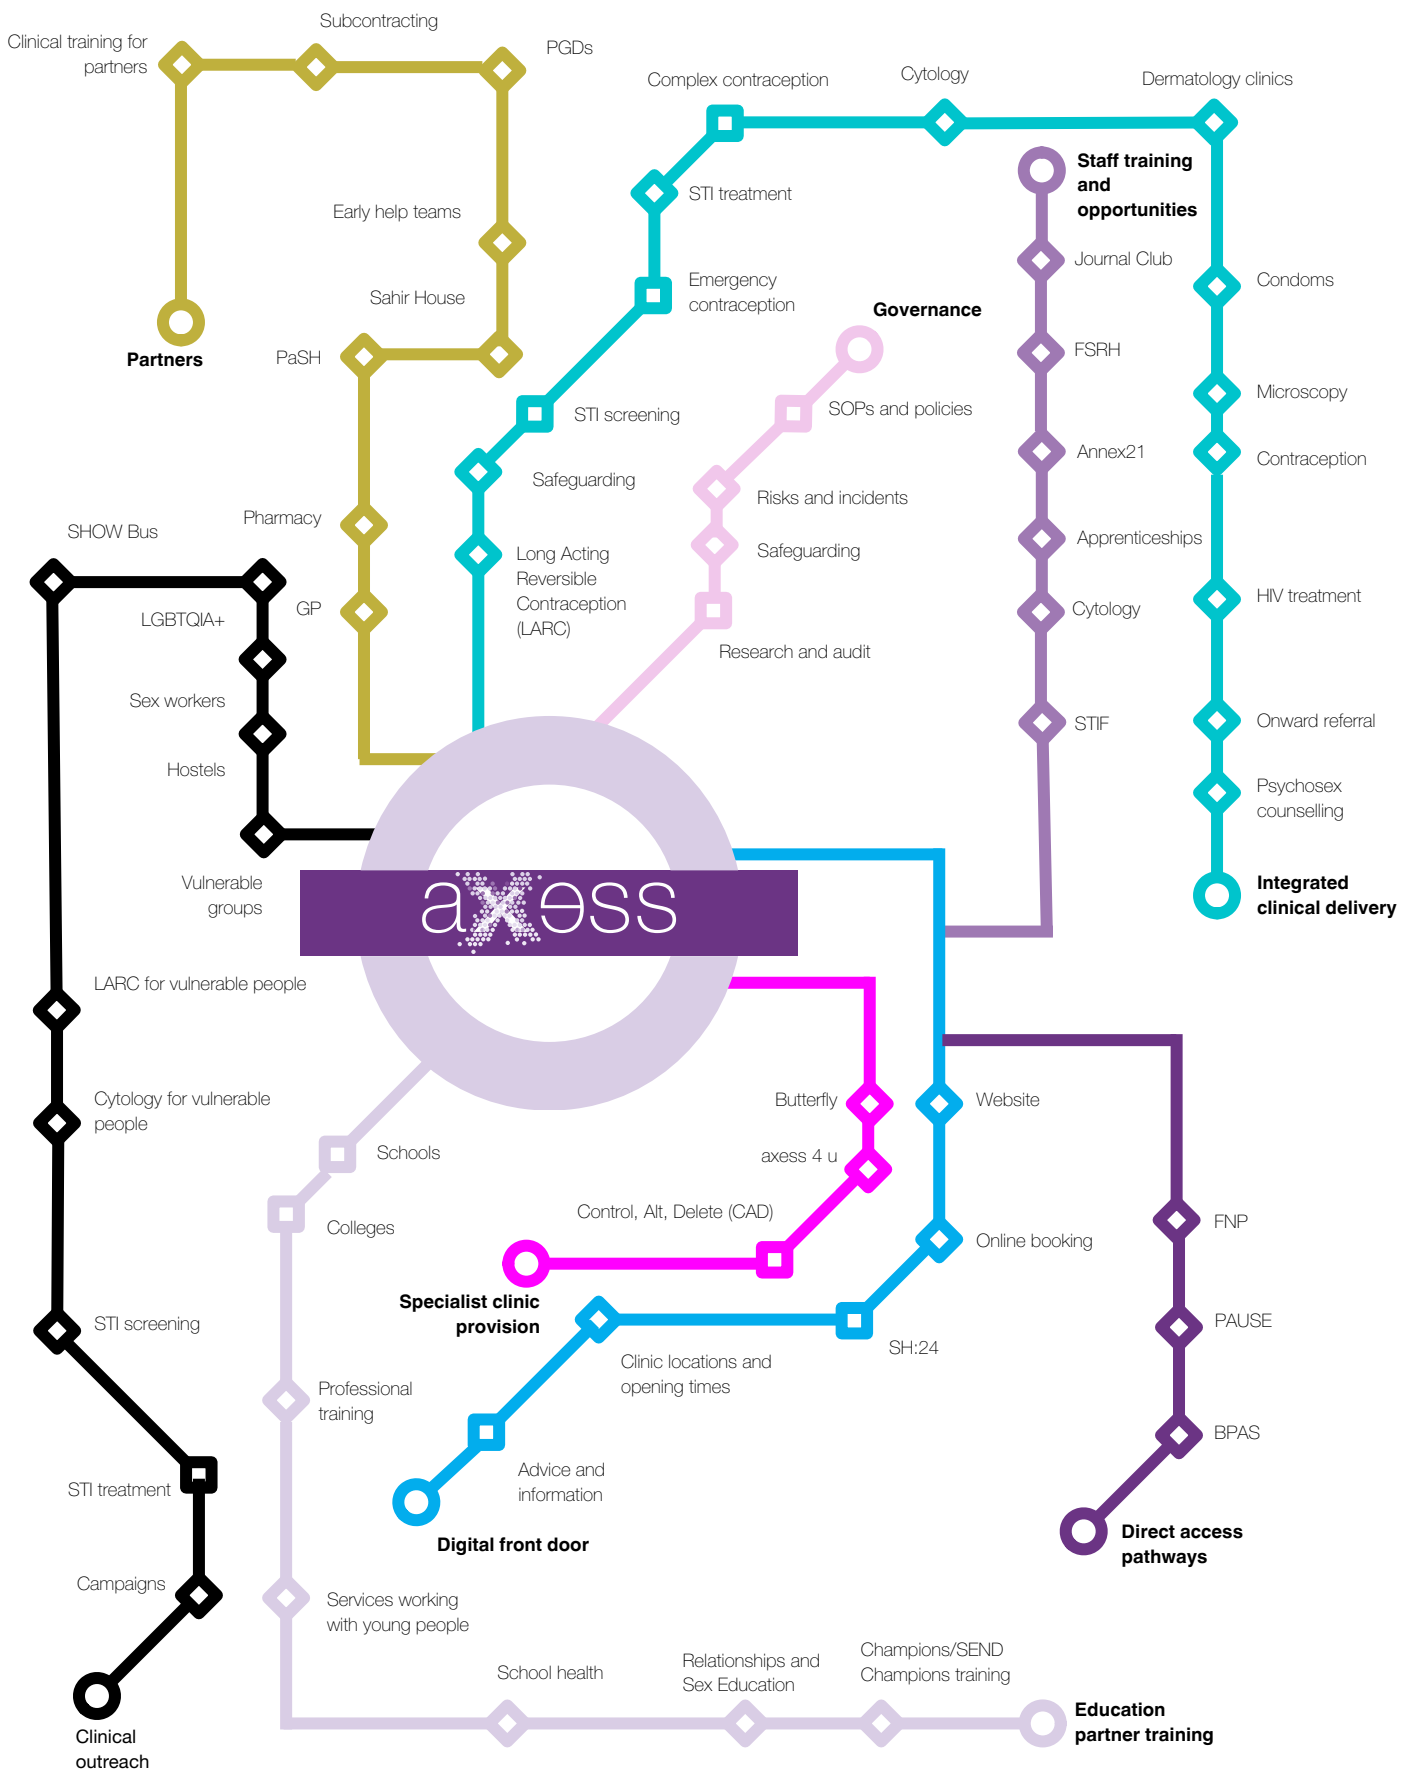 Subcontracting
Clinical training for
partners
PGDs
Complex contraception
Cytology
Dermatology clinics
Staff training
and
opportunities
STI treatment
Early help teams
Journal Club
Emergency
contraception
Condoms
Sahir House
Governance
PaSH
Partners
FSRH
Microscopy
SOPs and policies
STI screening
Annex21
Contraception
Safeguarding
Risks and incidents
Pharmacy
SHOW Bus
Long Acting
Reversible
Contraception
(LARC)
Safeguarding
Apprenticeships
HIV treatment
GP
LGBTQIA+
Cytology
Research and audit
Sex workers
STIF
Onward referral
Hostels
Psychosex
counselling
Vulnerable
groups
axess
Integrated
clinical delivery
LARC for vulnerable people
Cytology for vulnerable
people
Butterfly
Website
Schools
axess 4 u
Control, Alt, Delete (CAD)
Colleges
FNP
Online booking
Specialist clinic
provision
STI screening
PAUSE
SH:24
Clinic locations and
opening times
Professional
training
BPAS
Advice and
information
STI treatment
Digital front door
Direct access
pathways
Campaigns
Services working
with young people
School health
Relationships and
Sex Education
Champions/SEND
Champions training
Clinical
outreach
Education
partner training